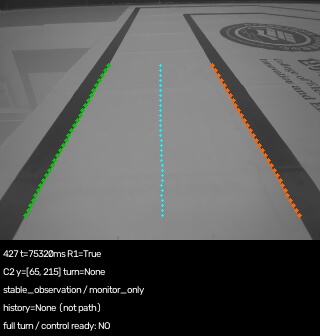 427 t=75320ms R1=True
C2 y=[65, 215] turn=None
stable_observation / monitor_only
history=None (not path)
full turn / control ready: NO